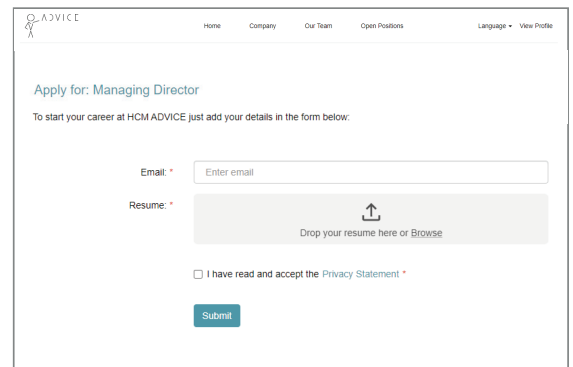 ADVICE
Home Company Our Team Open Positions Language View Profile
Apply for: Managing Director
To start your career at HCM ADVICE just add your details in the form below:
Email: * Enter email
Resume: *
Drop your resume here or Browse
I have read and accept the Privacy Statement *
Submit